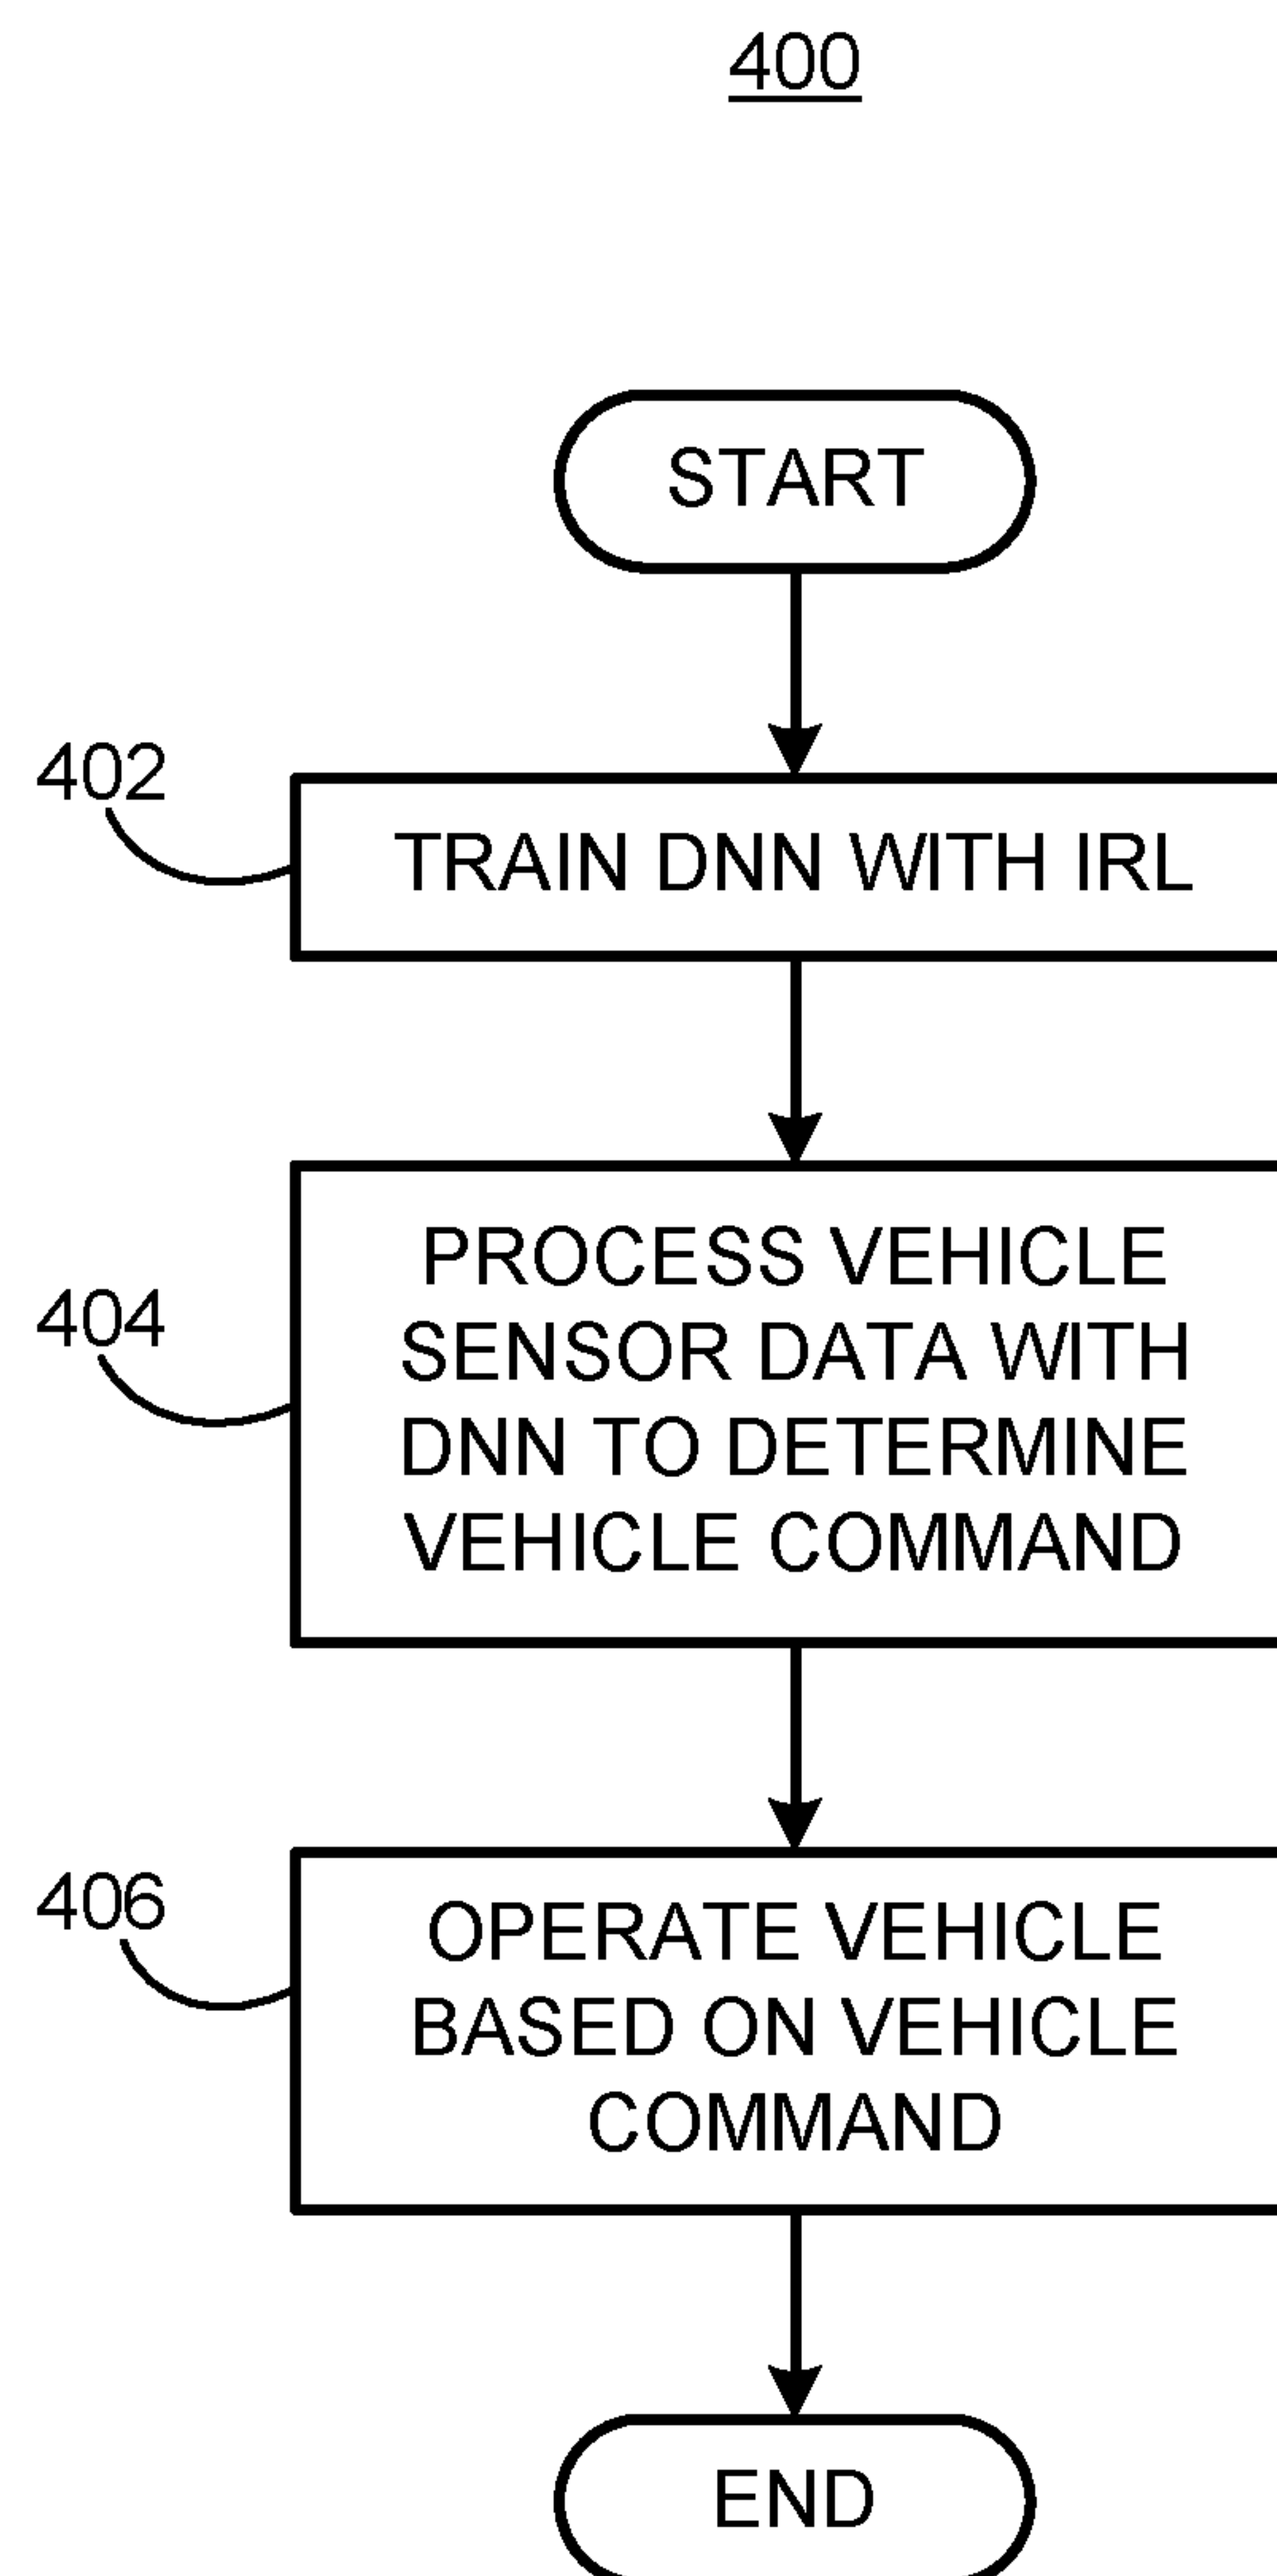 400
START
402
TRAIN DNN WITH IRL
404
PROCESS VEHICLE
SENSOR DATA WITH
DNN TO DETERMINE
VEHICLE COMMAND
406
OPERATE VEHICLE
BASED ON VEHICLE
COMMAND
END